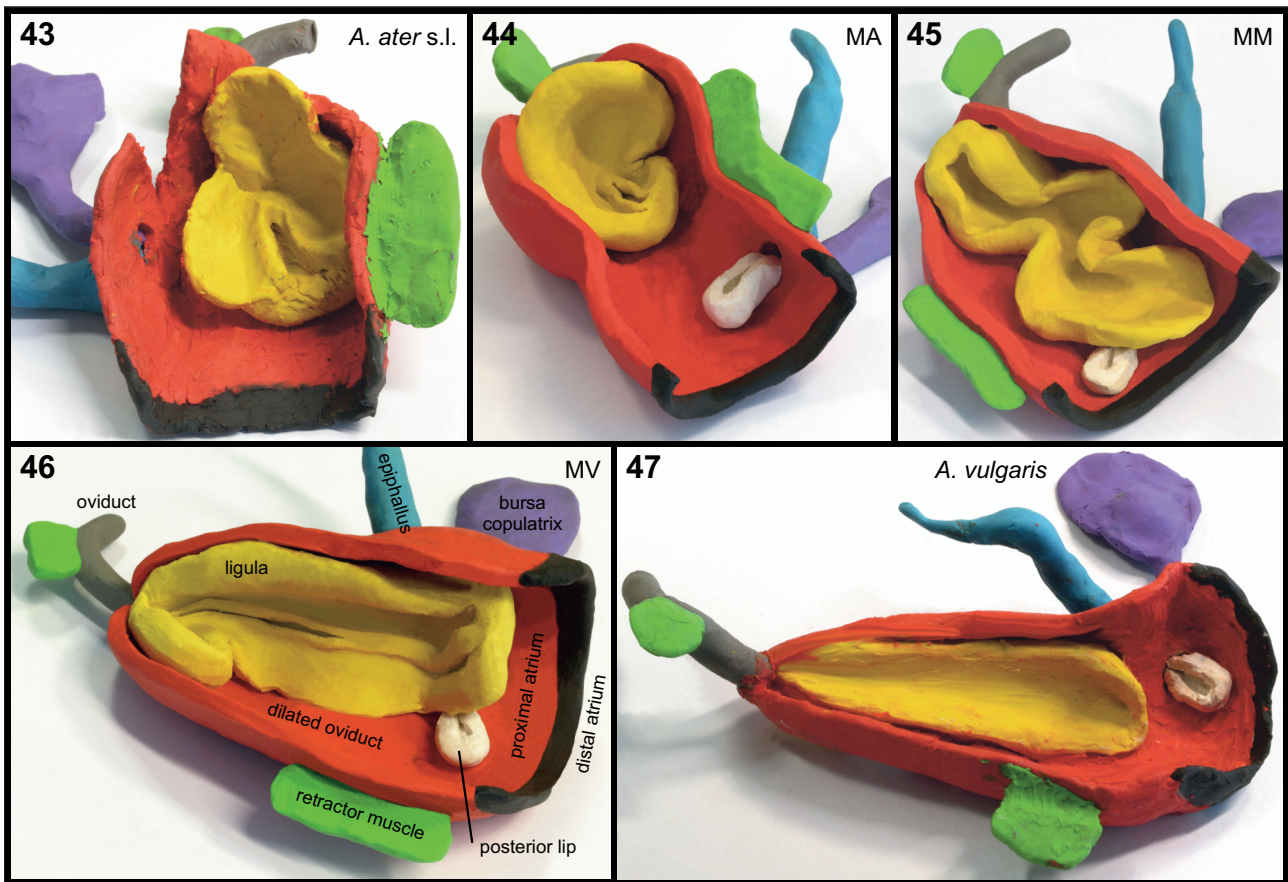 43
A. ater s.l.
44
MA
45
MM
46
MV
oviduct
epiphallus
bursa
copulatrix
ligula
dilated oviduct
proximal atrium
distal atrium
retractor muscle
posterior lip
47
A. vulgaris